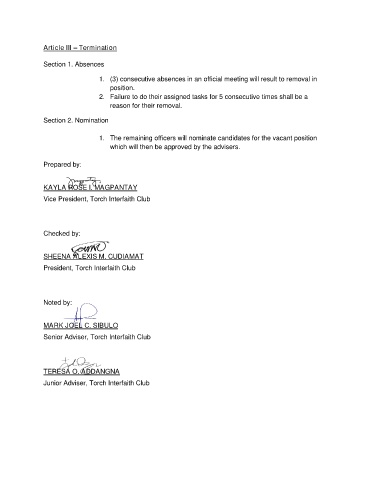 Article III – Termination
Section 1. Absences
1. (3) consecutive absences in an official meeting will result to removal in
position.
2. Failure to do their assigned tasks for 5 consecutive times shall be a
reason for their removal.
Section 2. Nomination
1. The remaining officers will nominate candidates for the vacant position
which will then be approved by the advisers.
Prepared by:
KAYLA ROSE I. MAGPANTAY
Vice President, Torch Interfaith Club
Checked by:
SHEENA ALEXIS M. CUDIAMAT
President, Torch Interfaith Club
Noted by:
MARK JOEL C. SIBULO
Senior Adviser, Torch Interfaith Club
TERESA O. ADDANGNA
Junior Adviser, Torch Interfaith Club